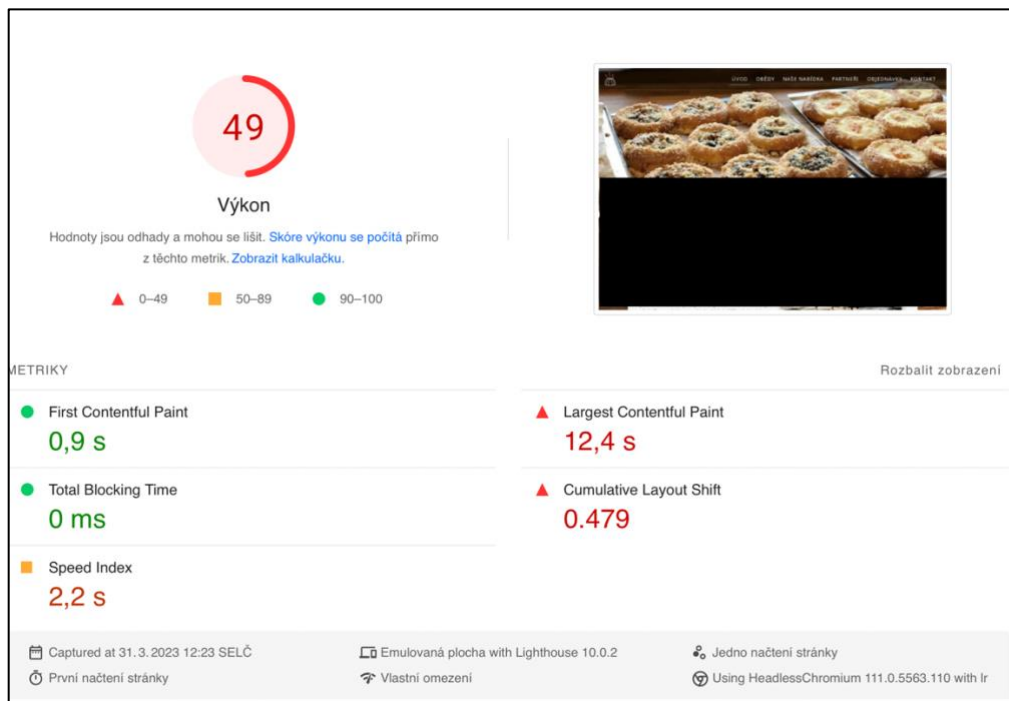 49
Výkon
Hodnoty jsou odhady a mohou se lišit. Skóre výkonu se počítá přímo
z těchto metrik. Zobrazit kalkulačku.
0–49
50–89
90–100
ÚVOD OBĚDY NAŠE NABÍDKA PARTNEŘI OBJEDNÁVKA KONTAKT
METRIKY
Rozbalit zobrazení
First Contentful Paint
0,9 s
Largest Contentful Paint
12,4 s
Total Blocking Time
0 ms
Cumulative Layout Shift
0.479
Speed Index
2,2 s
Captured at 31. 3. 2023 12:23 SELČ
Emulovaná plocha with Lighthouse 10.0.2
Jedno načtení stránky
První načtení stránky
Vlastní omezení
Using HeadlessChromium 111.0.5563.110 with lr